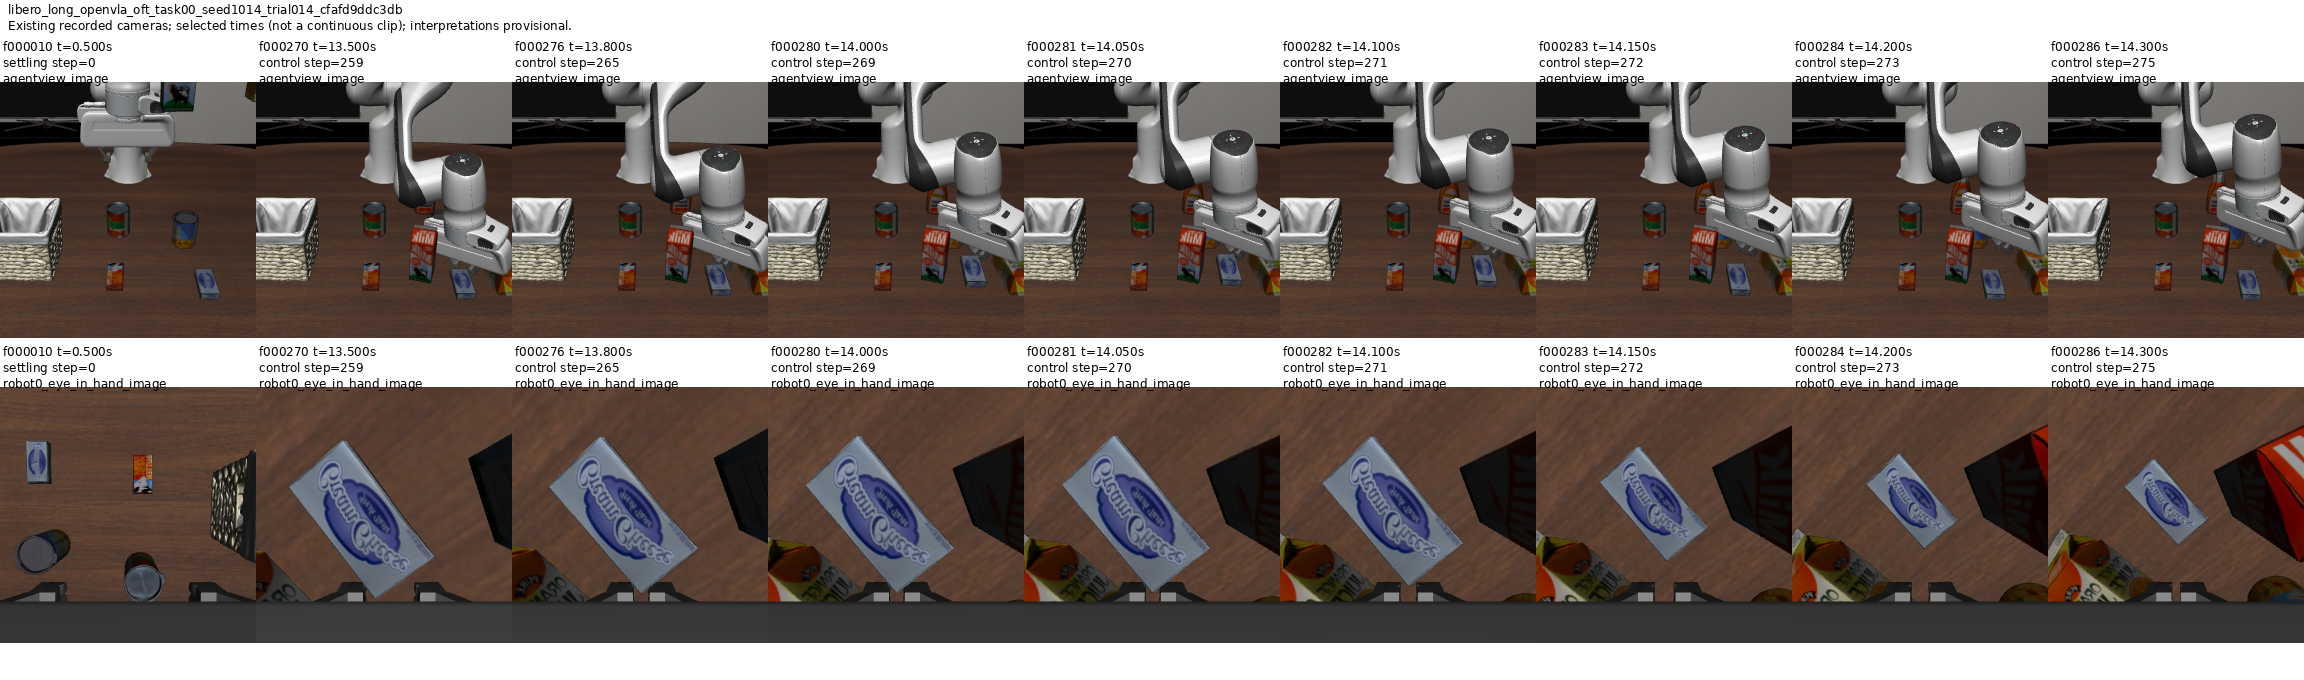 libero_long_openvla_oft_task00_seed1014_trial014_cfafd9ddc3db
Existing recorded cameras; selected times (not a continuous clip); interpretations provisional.
f000010 t=0.500s
settling step=0
agentview_image
f000270 t=13.500s
control step=259
agentview_image
f000276 t=13.800s
control step=265
agentview_image
f000280 t=14.000s
control step=269
agentview_image
f000281 t=14.050s
control step=270
agentview_image
f000282 t=14.100s
control step=271
agentview_image
f000283 t=14.150s
control step=272
agentview_image
f000284 t=14.200s
control step=273
agentview_image
f000286 t=14.300s
control step=275
agentview_image
f000010 t=0.500s
settling step=0
robot0_eye_in_hand_image
f000270 t=13.500s
control step=259
robot0_eye_in_hand_image
f000276 t=13.800s
control step=265
robot0_eye_in_hand_image
f000280 t=14.000s
control step=269
robot0_eye_in_hand_image
f000281 t=14.050s
control step=270
robot0_eye_in_hand_image
f000282 t=14.100s
control step=271
robot0_eye_in_hand_image
f000283 t=14.150s
control step=272
robot0_eye_in_hand_image
f000284 t=14.200s
control step=273
robot0_eye_in_hand_image
f000286 t=14.300s
control step=275
robot0_eye_in_hand_image